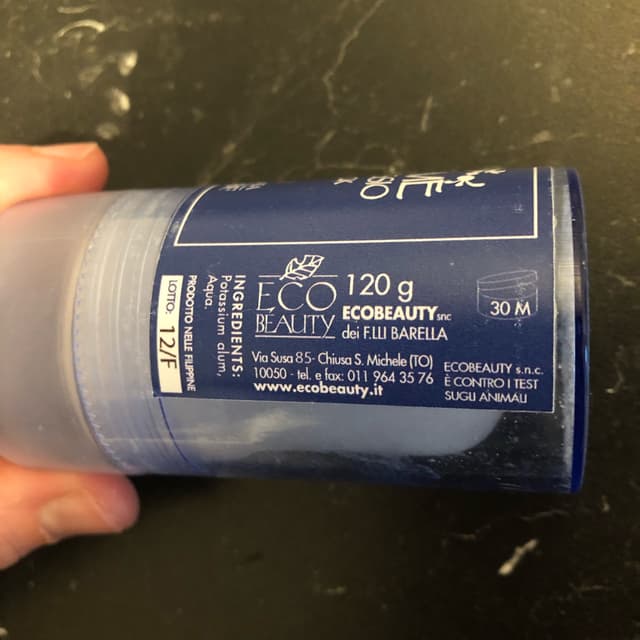 ECO
BEAUTY
120 g
ECOBEAUTY snc
dei F.LLI BARELLA
Via Susa 85- Chiusa S. Michele (TO)
10050 - tel. e fax: 011 964 35 76
www.ecobeauty.it
30 M
ECOBEAUTY s.n.c.
È CONTRO I TEST
SUGLI ANIMALI
INGREDIENTS:
Potassium alum,
Aqua.
PRODOTTO NELLE FILIPPINE
LOTTO: 12/F